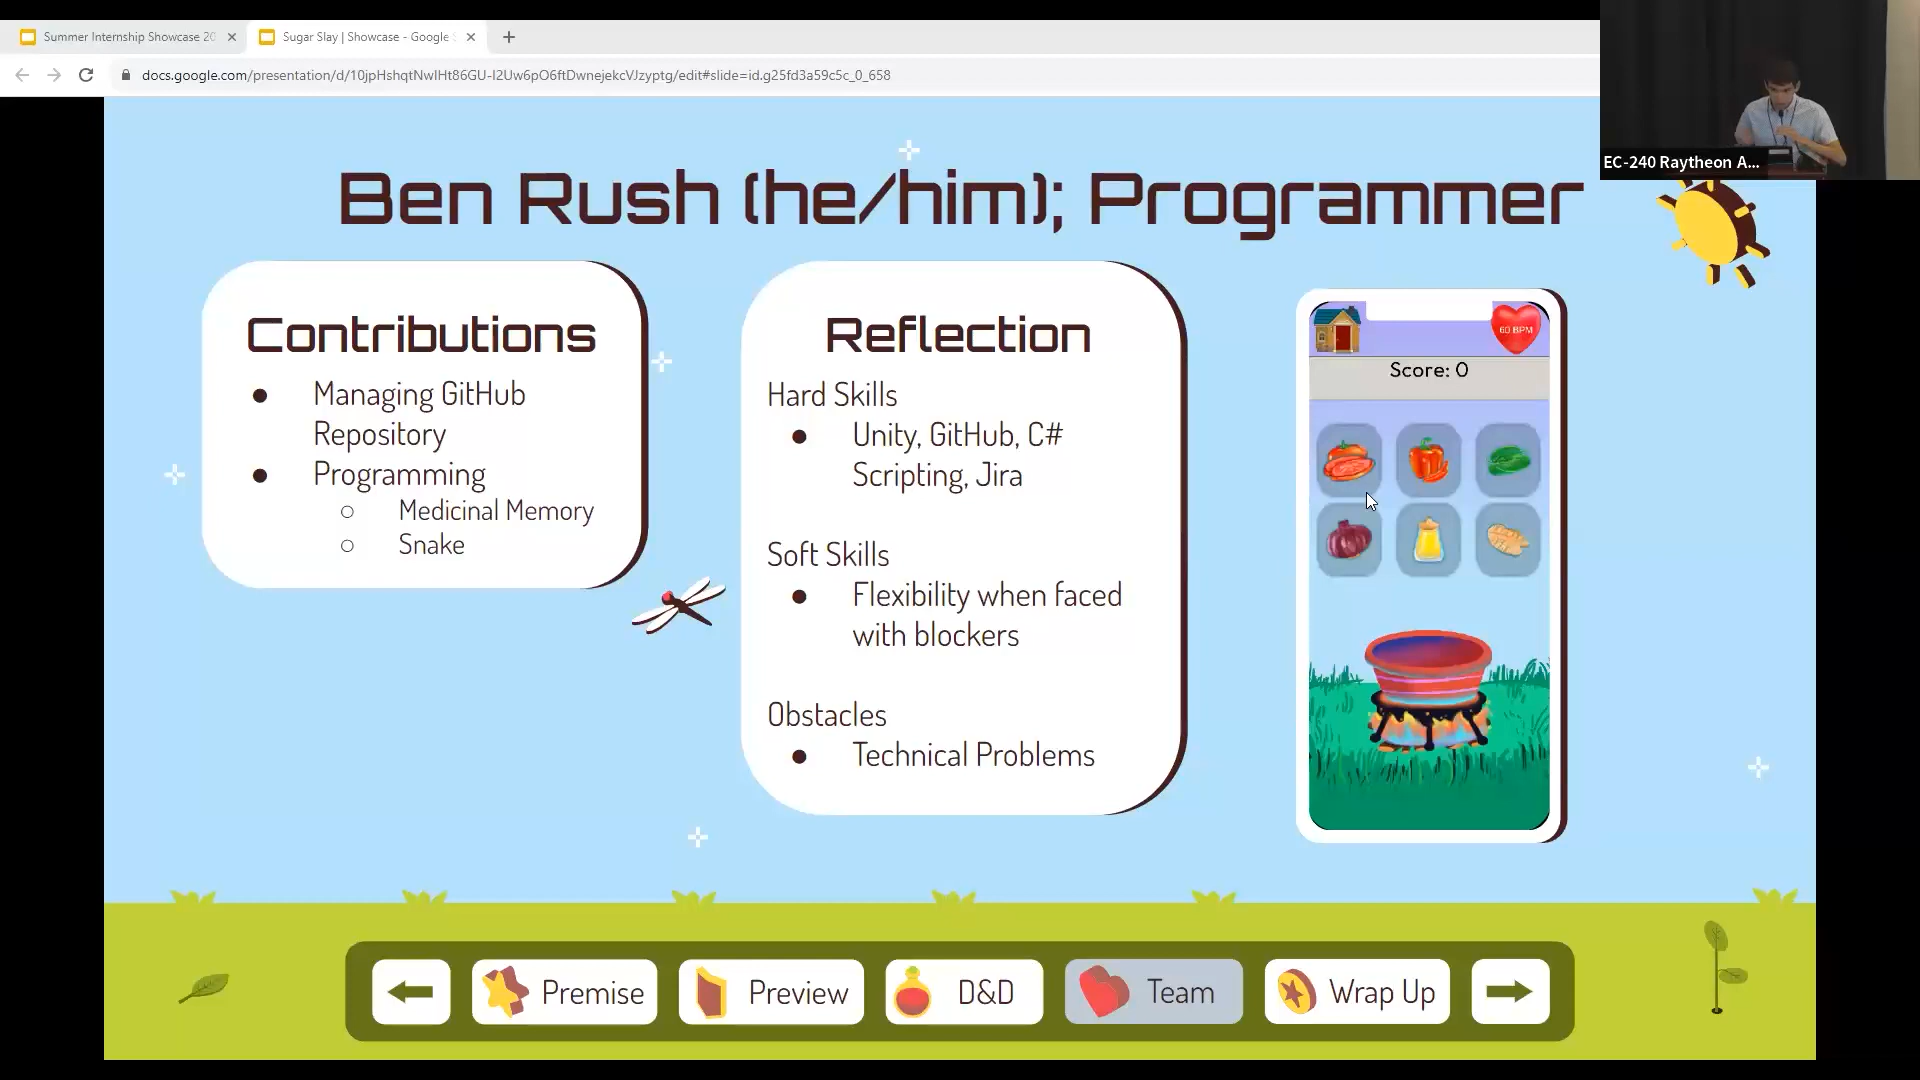 Summer Internship Showcase 20
Sugar Slay | Showcase - Google
docs.google.com/presentation/d/10jpHshqtNwIHt86GU-I2Uw6pO6ftDwnejekcVJzyptg/edit#slide=id.g25fd3a59c5c_0_658
EC-240 Raytheon A...
Ben Rush (he/him); Programmer
Contributions
● Managing GitHub
Repository
● Programming
○ Medicinal Memory
○ Snake
Reflection
Hard Skills
● Unity, GitHub, C#
Scripting, Jira
Soft Skills
● Flexibility when faced
with blockers
Obstacles
● Technical Problems
60 BPM
Score: 0
Premise
Preview
D&D
Team
Wrap Up